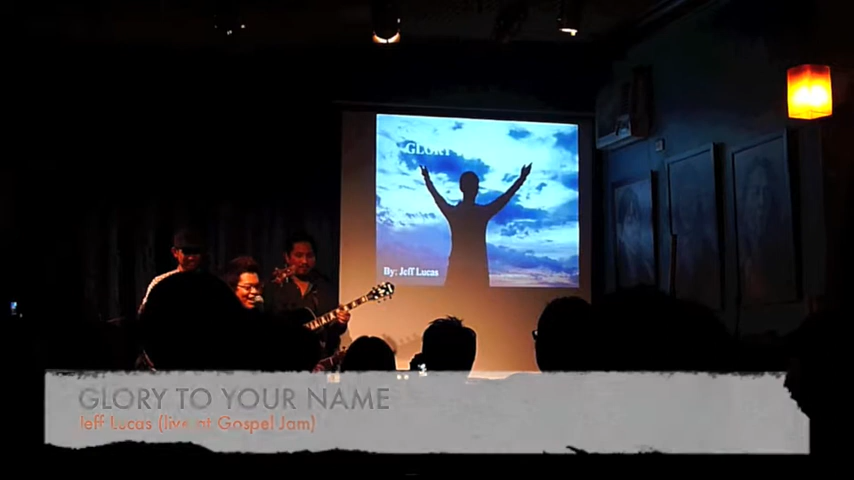 GLORY
By: Jeff Lucas
GLORY TO YOUR NAME
Jeff Lucas (live at Gospel Jam)